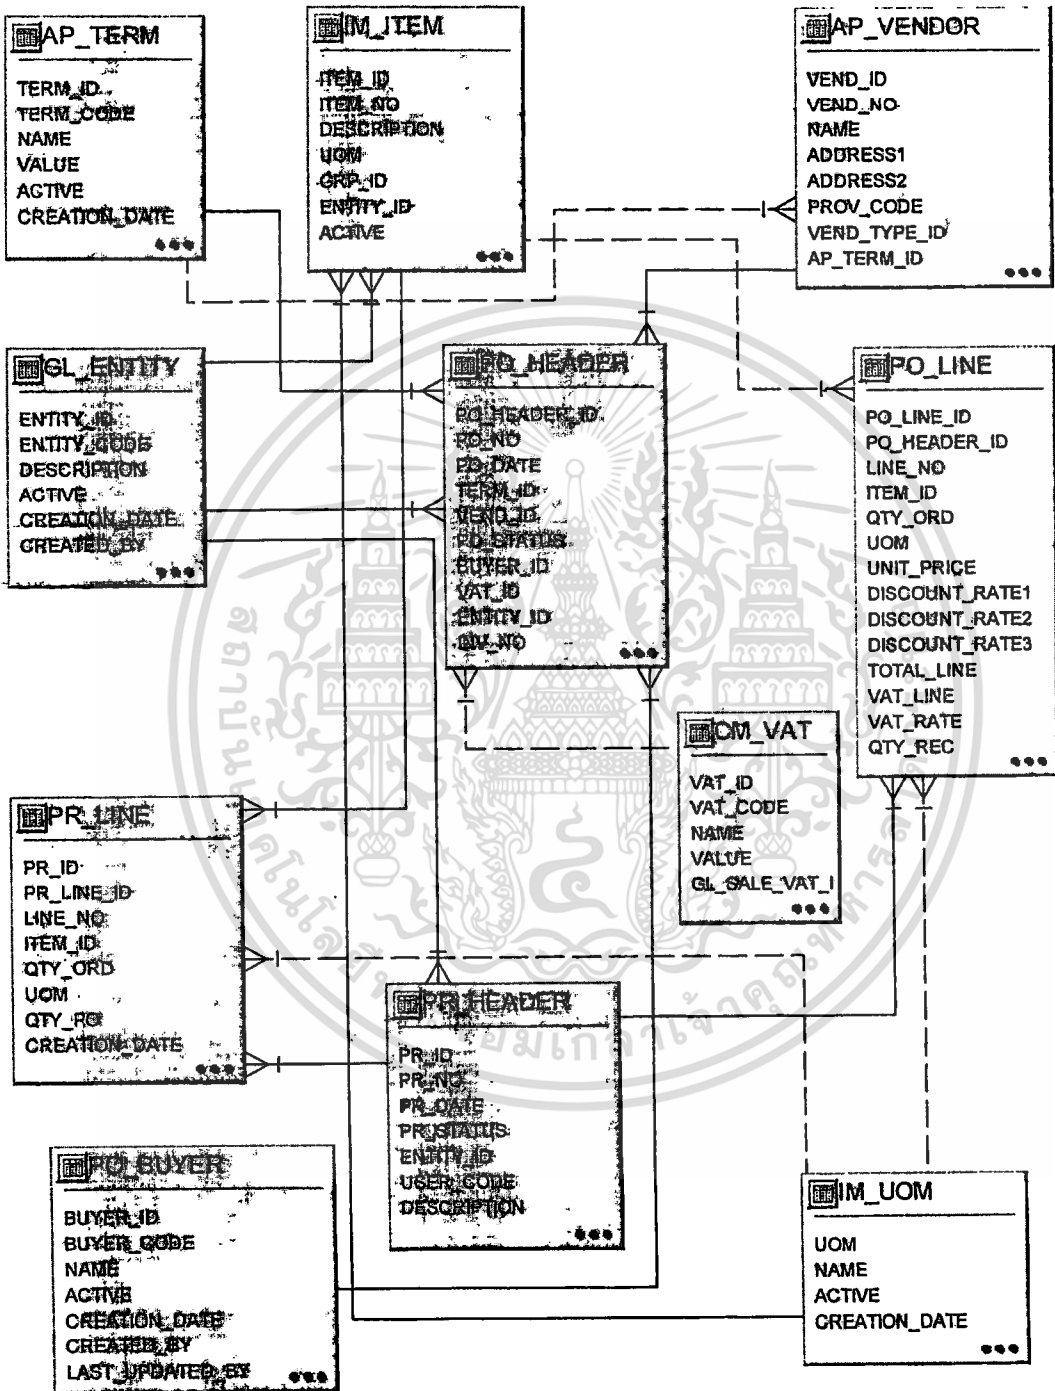 AP_TERM
TERM_ID
TERM_CODE
NAME
VALUE
ACTIVE
CREATION_DATE
IM_ITEM
ITEM_ID
ITEM_NO
DESCRIPTION
UOM
GRP_ID
ENTITY_ID
ACTIVE
AP_VENDOR
VEND_ID
VEND_NO
NAME
ADDRESS1
ADDRESS2
PROV_CODE
VEND_TYPE_ID
AP_TERM_ID
GL_ENTITY
ENTITY_ID
ENTITY_CODE
DESCRIPTION
ACTIVE
CREATION_DATE
CREATED_BY
PO_HEADER
PO_HEADER_ID
PO_NO
PO_DATE
TERM_ID
VEND_ID
PO_STATUS
BUYER_ID
VAT_ID
ENTITY_ID
INV_NO
PO_LINE
PO_LINE_ID
PO_HEADER_ID
LINE_NO
ITEM_ID
QTY_ORD
UOM
UNIT_PRICE
DISCOUNT_RATE1
DISCOUNT_RATE2
DISCOUNT_RATE3
TOTAL_LINE
VAT_LINE
VAT_RATE
QTY_REC
CM_VAT
VAT_ID
VAT_CODE
NAME
VALUE
GL_SALE_VAT_I
PR_LINE
PR_ID
PR_LINE_ID
LINE_NO
ITEM_ID
QTY_ORD
UOM
QTY_PO
CREATION_DATE
PR_HEADER
PR_ID
PR_NO
PR_DATE
PR_STATUS
ENTITY_ID
USER_CODE
DESCRIPTION
PO_BUYER
BUYER_ID
BUYER_CODE
NAME
ACTIVE
CREATION_DATE
CREATED_BY
LAST_UPDATED_BY
IM_UOM
UOM
NAME
ACTIVE
CREATION_DATE